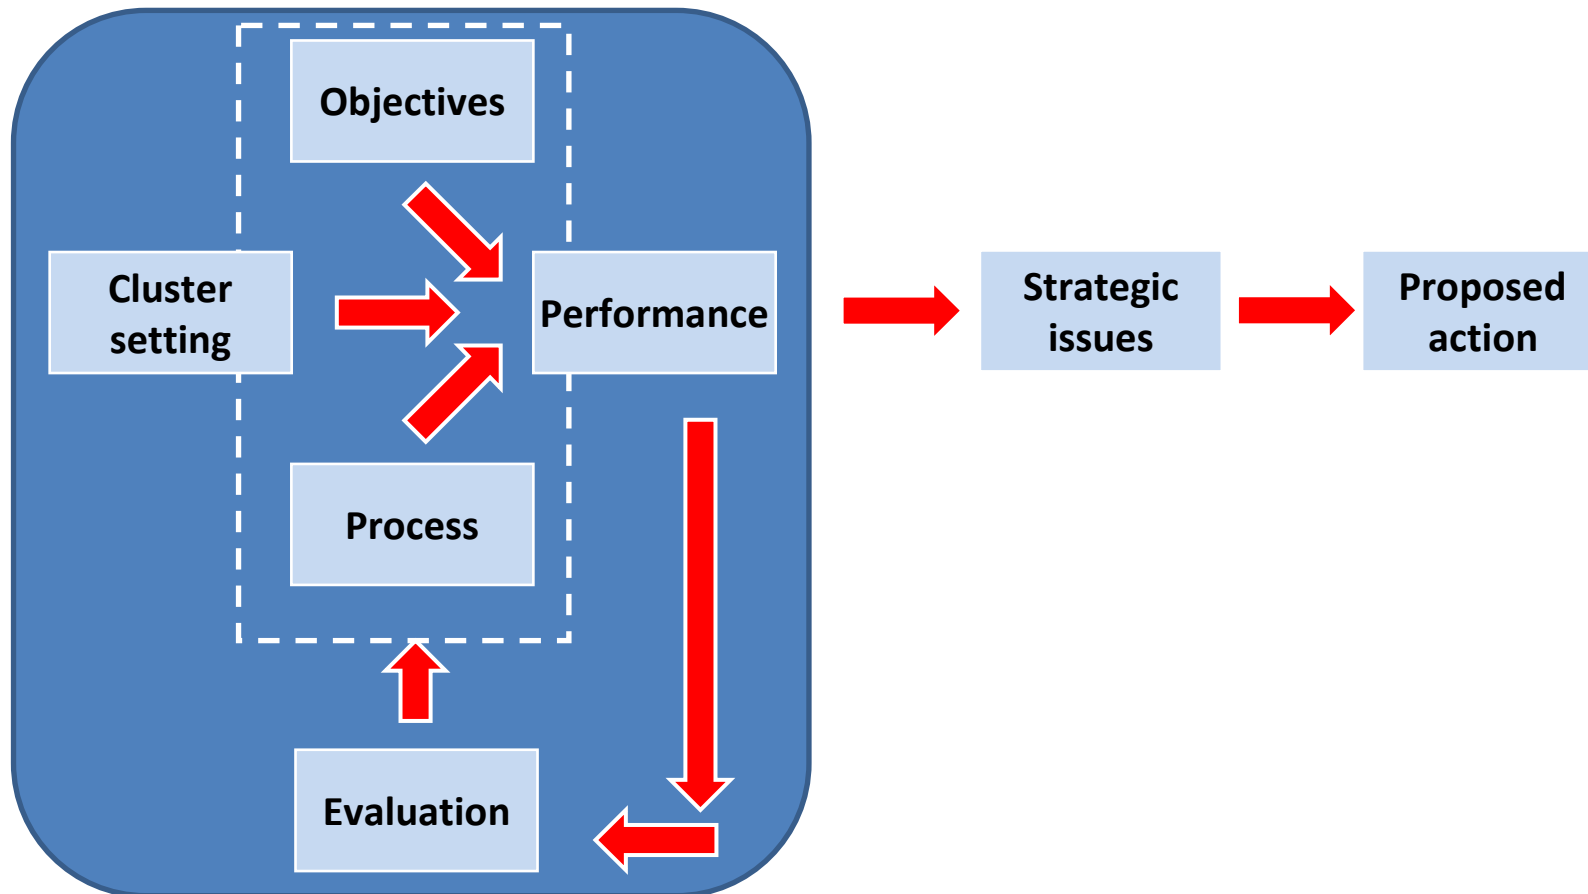 Objectives
Cluster
setting
Performance
Strategic
issues
Proposed
action
Process
Evaluation